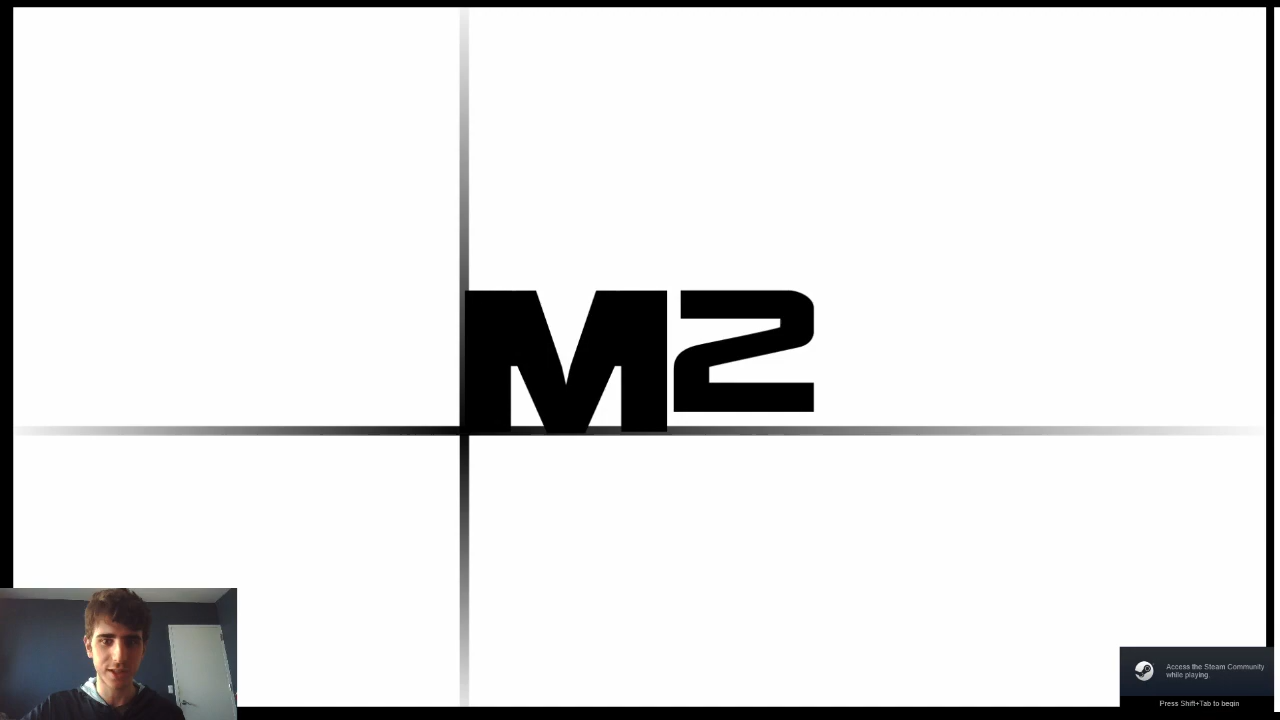 M2
Access the Steam Community
while playing.
Press Shift+Tab to begin